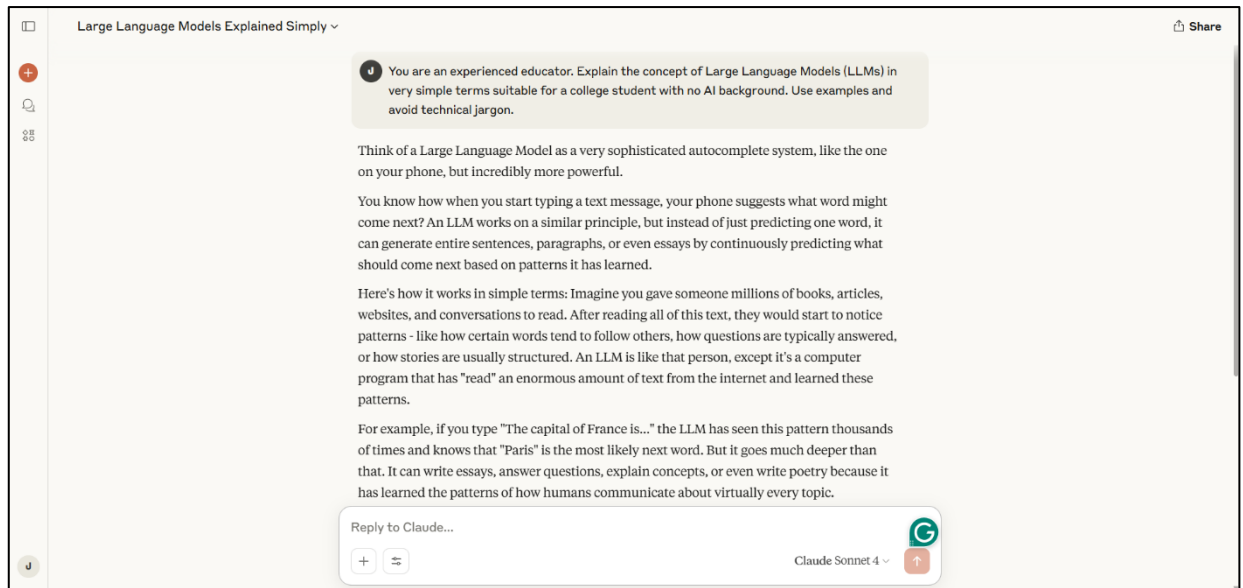 Large Language Models Explained Simply
Share
J
You are an experienced educator. Explain the concept of Large Language Models (LLMs) in
very simple terms suitable for a college student with no AI background. Use examples and
avoid technical jargon.
Think of a Large Language Model as a very sophisticated autocomplete system, like the one
on your phone, but incredibly more powerful.
You know how when you start typing a text message, your phone suggests what word might
come next? An LLM works on a similar principle, but instead of just predicting one word, it
can generate entire sentences, paragraphs, or even essays by continuously predicting what
should come next based on patterns it has learned.
Here's how it works in simple terms: Imagine you gave someone millions of books, articles,
websites, and conversations to read. After reading all of this text, they would start to notice
patterns - like how certain words tend to follow others, how questions are typically answered,
or how stories are usually structured. An LLM is like that person, except it's a computer
program that has "read" an enormous amount of text from the internet and learned these
patterns.
For example, if you type "The capital of France is..." the LLM has seen this pattern thousands
of times and knows that "Paris" is the most likely next word. But it goes much deeper than
that. It can write essays, answer questions, explain concepts, or even write poetry because it
has learned the patterns of how humans communicate about virtually every topic.
Reply to Claude...
Claude Sonnet 4
J